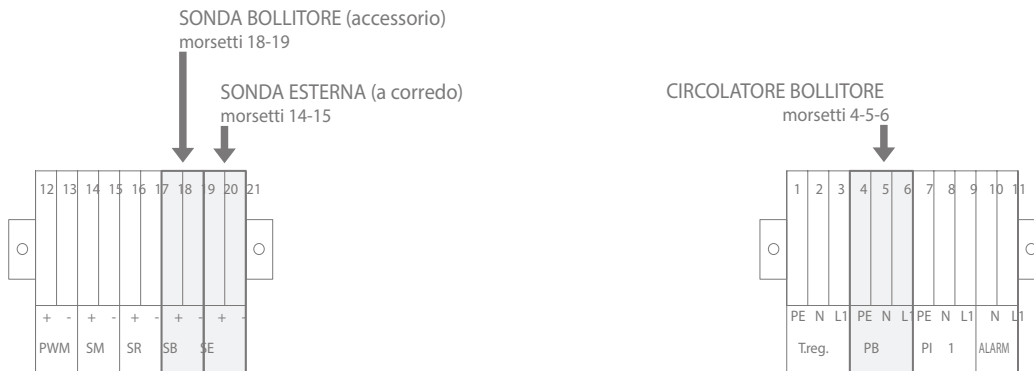 SONDA BOLLITORE (accessorio)
morsetti 18-19
SONDA ESTERNA (a corredo)
morsetti 14-15
CIRCOLATORE BOLLITORE
morsetti 4-5-6
12 13 14 15 16 17 18 19 20 21
+ - + - + - + - + -
PWM SM SR SB SE
1 2 3 4 5 6 7 8 9 10 11
PE N L1 PE N L1 PE N L1 N L1
T.reg. PB PI 1 ALARM